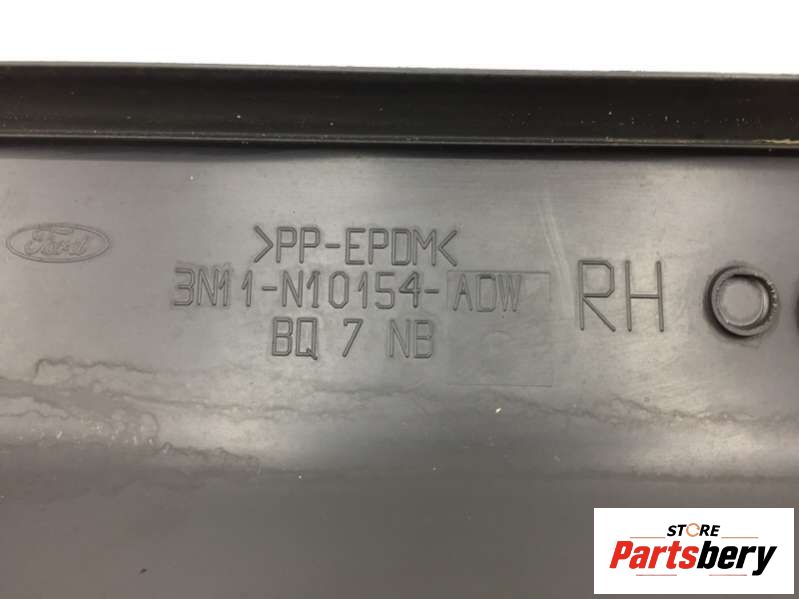 Ford
>PP-EPDM<
3N11-N10154-ADW
BQ 7 NB
RH
STORE
Partsbery